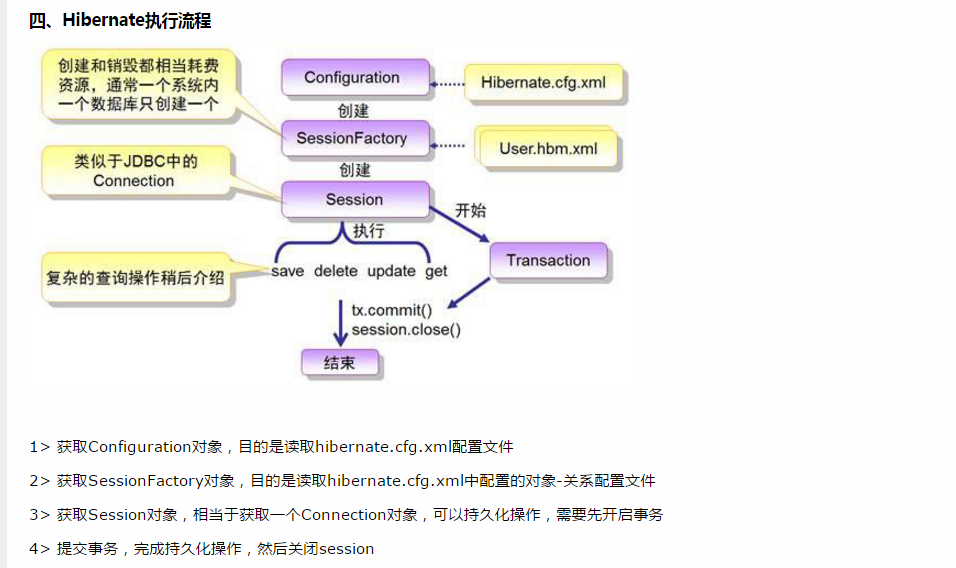 四、Hibernate执行流程
创建和销毁都相当耗费
资源，通常一个系统内
一个数据库只创建一个
Configuration
Hibernate.cfg.xml
创建
SessionFactory
User.hbm.xml
类似于JDBC中的
Connection
创建
Session
开始
执行
Transaction
复杂的查询操作稍后介绍
save delete update get
tx.commit()
session.close()
结束
1> 获取Configuration对象，目的是读取hibernate.cfg.xml配置文件
2> 获取SessionFactory对象，目的是读取hibernate.cfg.xml中配置的对象-关系配置文件
3> 获取Session对象，相当于获取一个Connection对象，可以持久化操作，需要先开启事务
4> 提交事务，完成持久化操作，然后关闭session